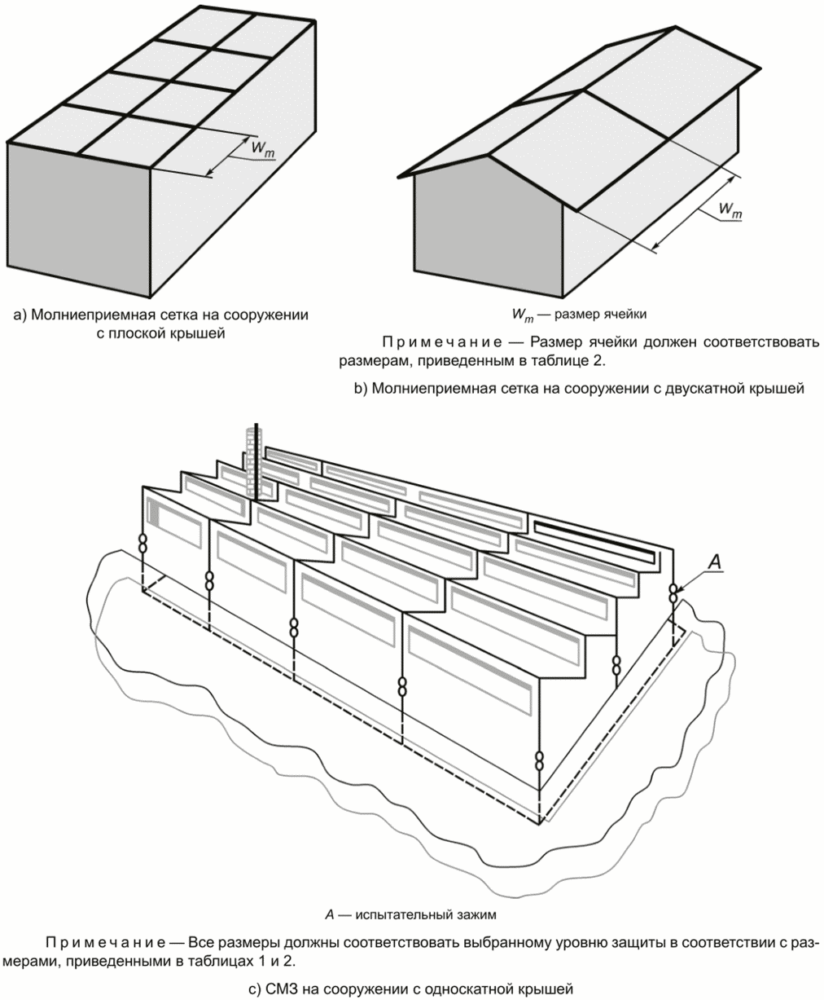 Wm
Wm
a) Молниеприемная сетка на сооружении
с плоской крышей
Wm — размер ячейки
Примечание — Размер ячейки должен соответствовать
размерам, приведенным в таблице 2.
b) Молниеприемная сетка на сооружении с двускатной крышей
A
A — испытательный зажим
Примечание — Все размеры должны соответствовать выбранному уровню защиты в соответствии с раз-
мерами, приведенными в таблицах 1 и 2.
c) СМЗ на сооружении с односкатной крышей